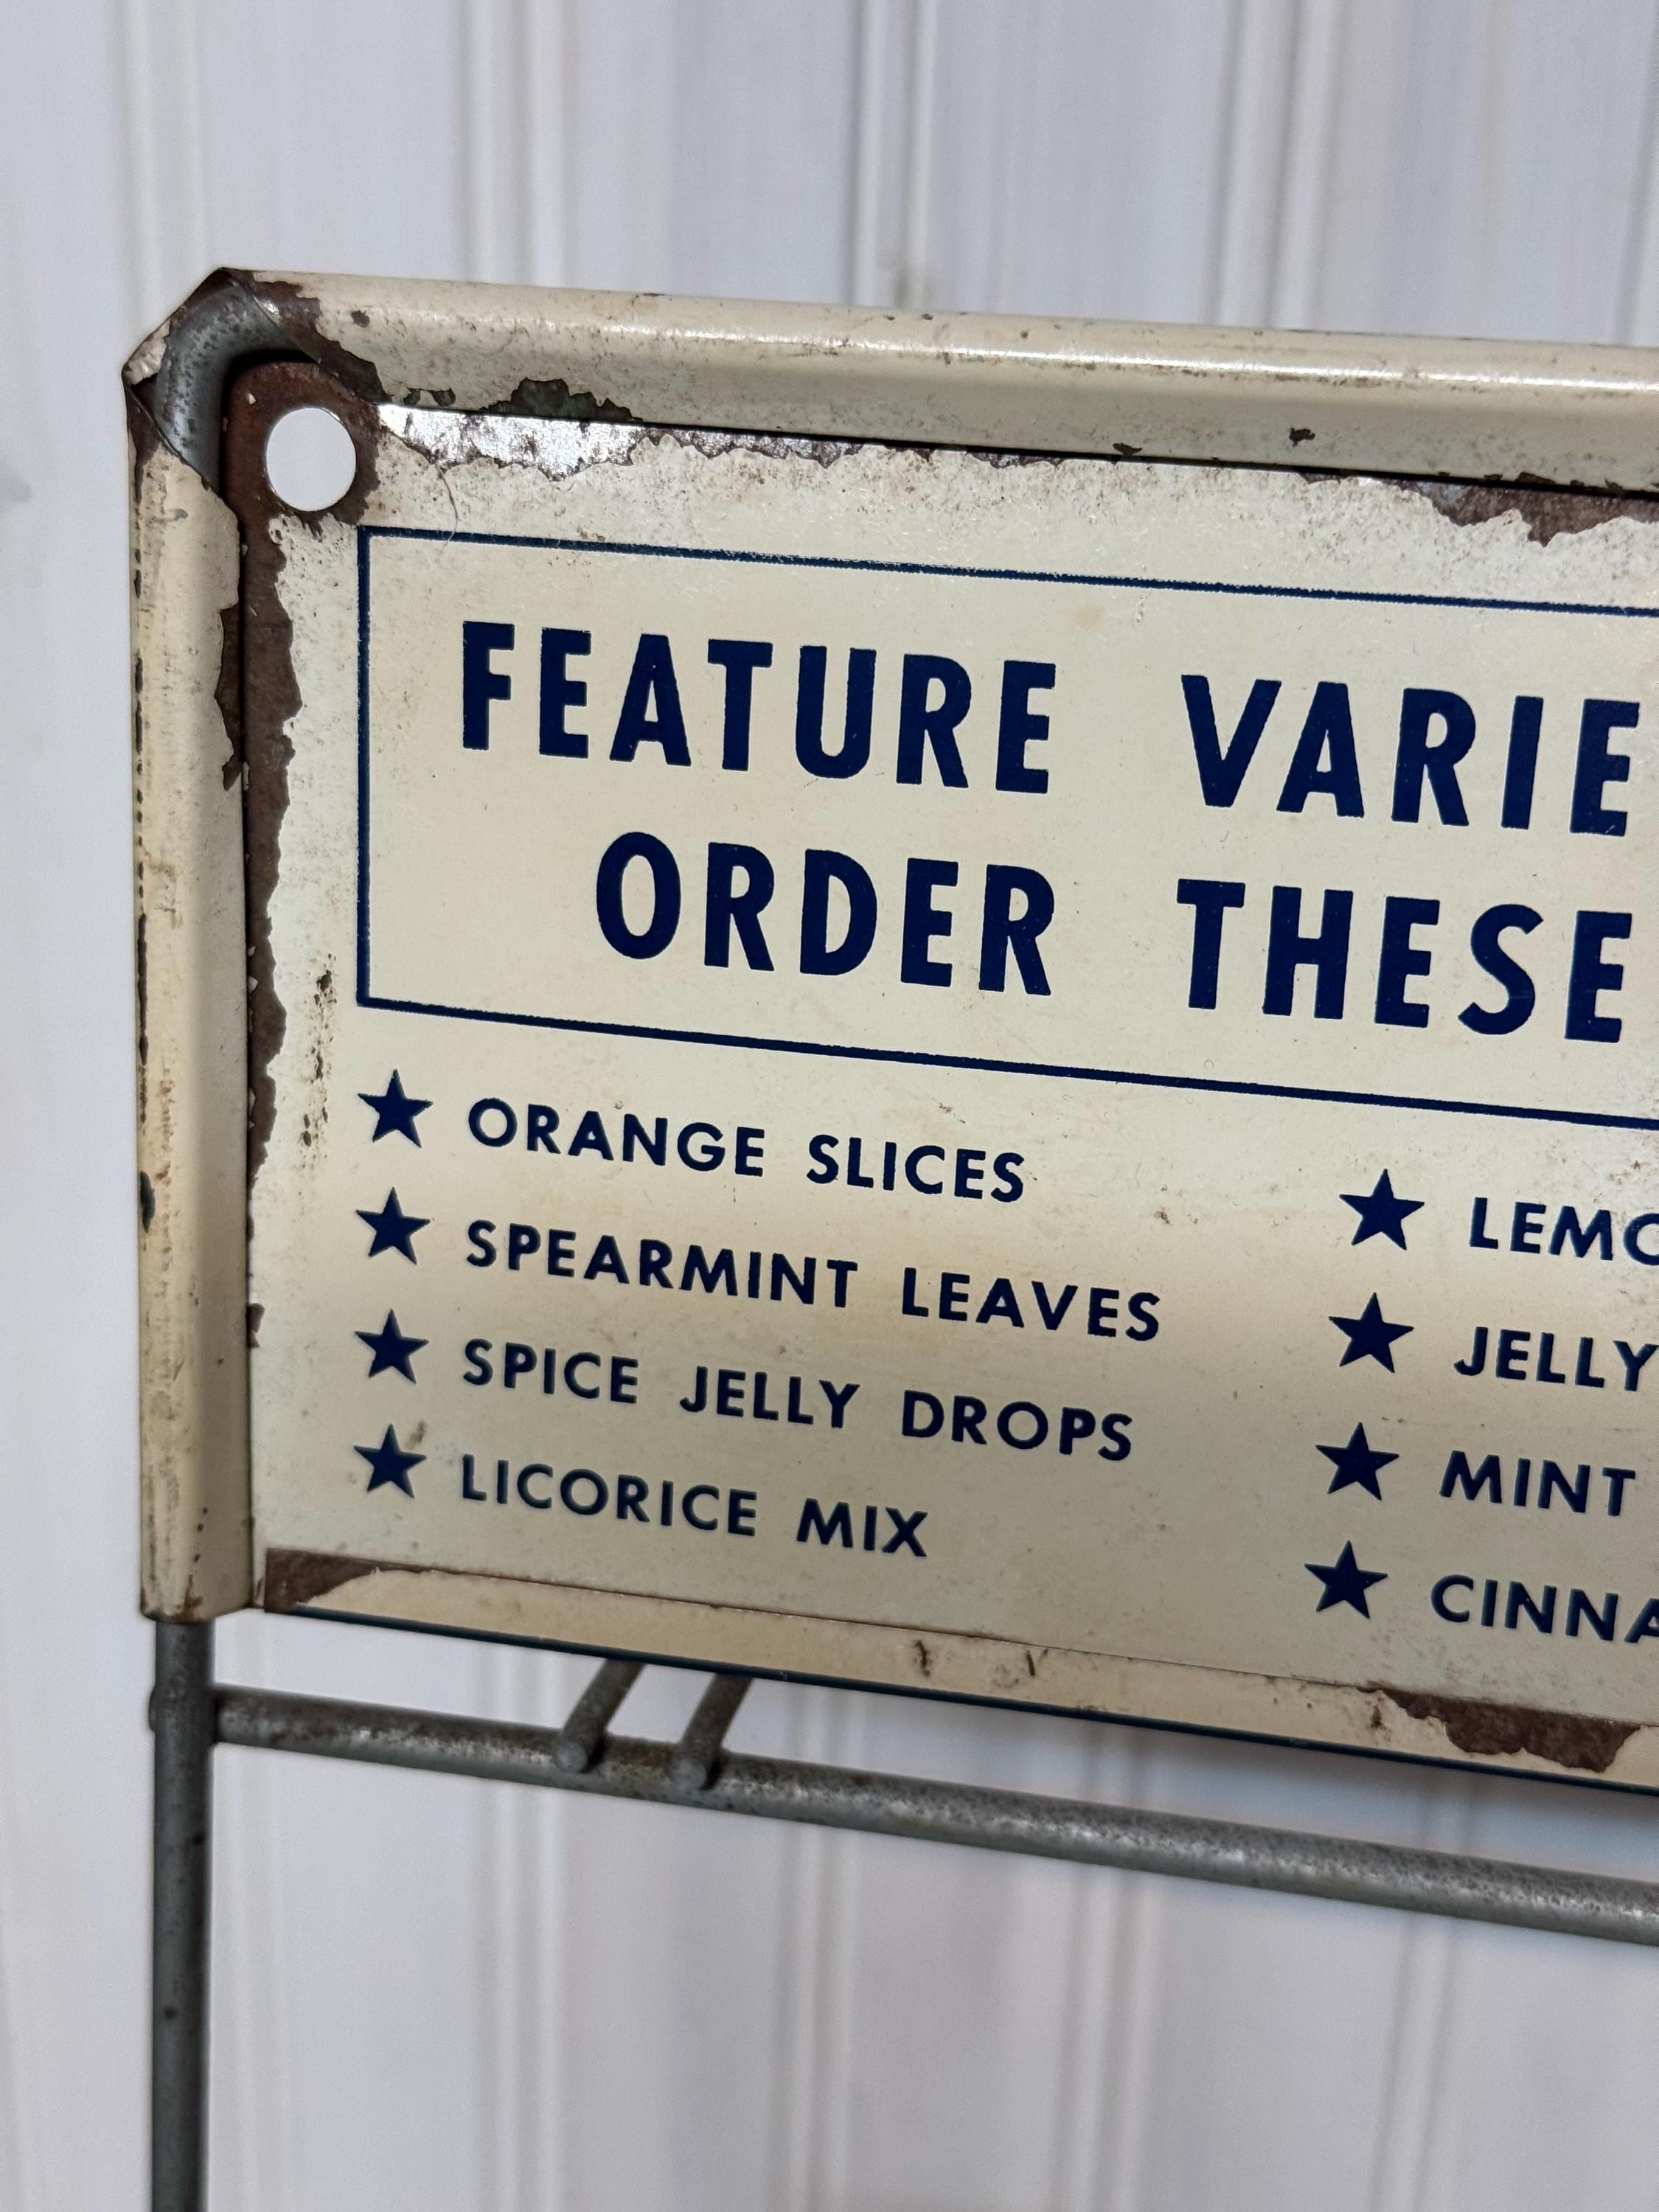 FEATURE VARIE
ORDER THESE
★ ORANGE SLICES
★ SPEARMINT LEAVES
★ SPICE JELLY DROPS
★ LICORICE MIX
★ LEMO
★ JELLY
★ MINT
★ CINNA